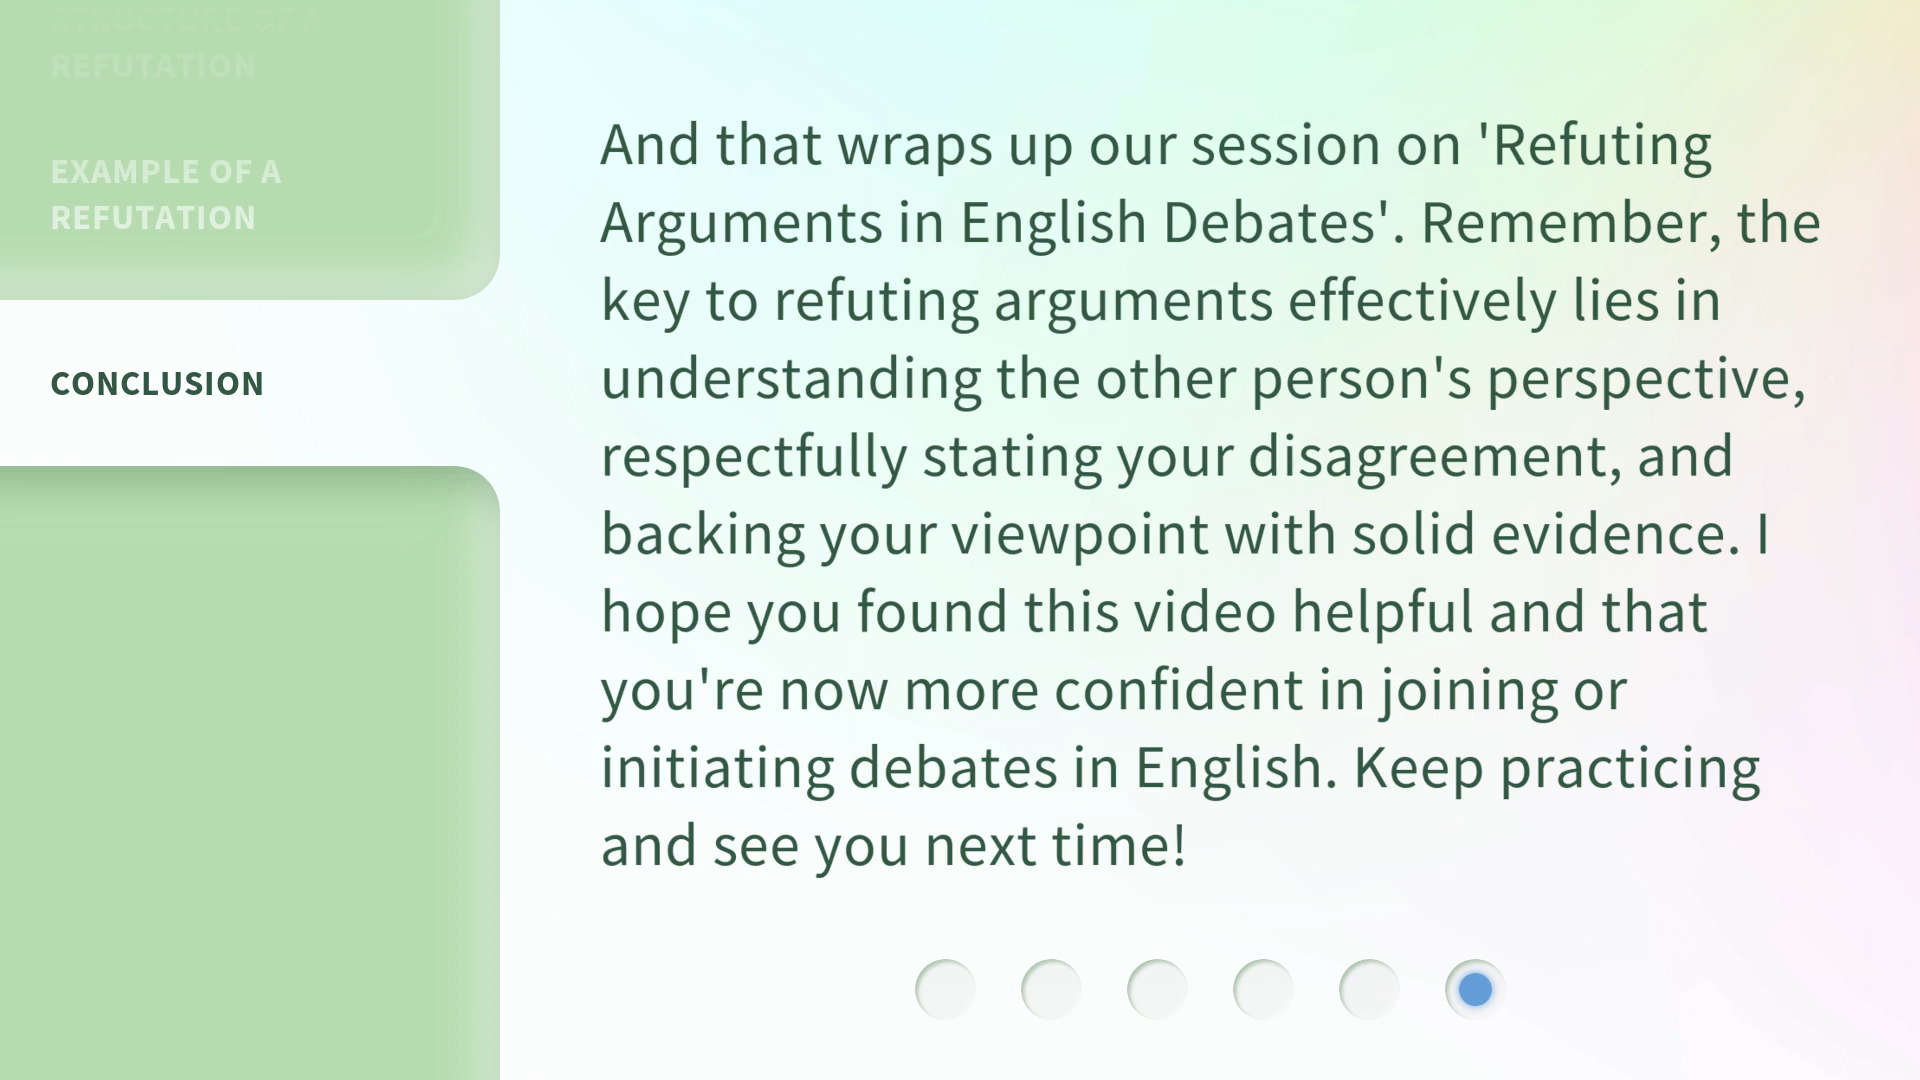 STRUCTURE OF A
REFUTATION
EXAMPLE OF A
REFUTATION
CONCLUSION
And that wraps up our session on 'Refuting
Arguments in English Debates'. Remember, the
key to refuting arguments effectively lies in
understanding the other person's perspective,
respectfully stating your disagreement, and
backing your viewpoint with solid evidence. I
hope you found this video helpful and that
you're now more confident in joining or
initiating debates in English. Keep practicing
and see you next time!